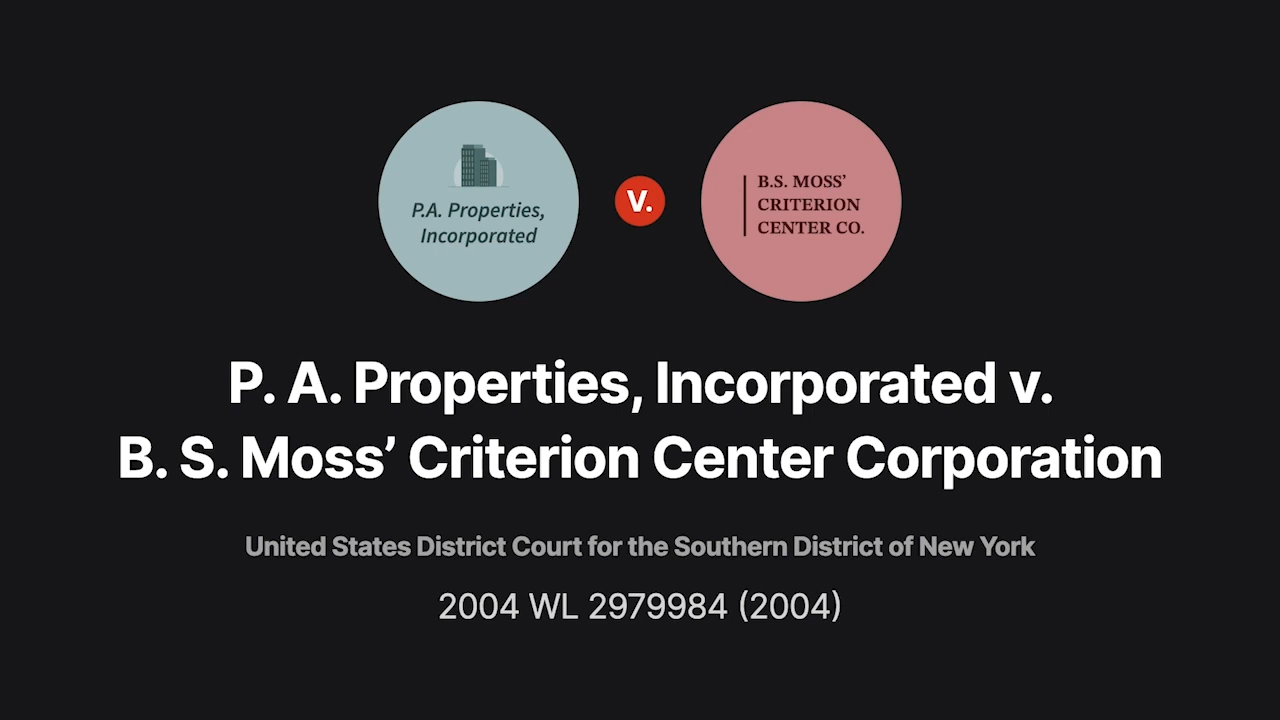 P.A. Properties,
Incorporated
V.
B.S. MOSS’
CRITERION
CENTER CO.
P. A. Properties, Incorporated v.
B. S. Moss’ Criterion Center Corporation
United States District Court for the Southern District of New York
2004 WL 2979984 (2004)